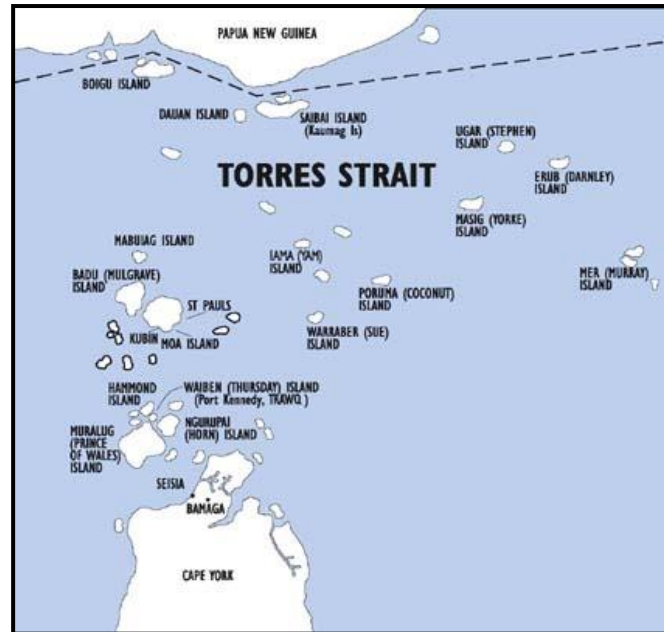 PAPUA NEW GUINEA
BOIGU ISLAND
DAUAN ISLAND
SAIBAI ISLAND
(Kaumag Is)
UGAR (STEPHEN)
ISLAND
TORRES STRAIT
ERUB (DARNLEY)
ISLAND
MASIG (YORKE)
ISLAND
MABUIAG ISLAND
IAMA (YAM)
ISLAND
BADU (MULGRAVE)
ISLAND
MER (MURRAY)
ISLAND
PORUMA (COCONUT)
ISLAND
ST PAULS
WARRABER (SUE)
ISLAND
KUBIN
MOA ISLAND
HAMMOND
ISLAND
WAIBEN (THURSDAY) ISLAND
(Port Kennedy, TRAWQ)
NGURUPAI
(HORN) ISLAND
MURALUG
(PRINCE
OF WALES)
ISLAND
SEISIA
BAMAGA
CAPE YORK